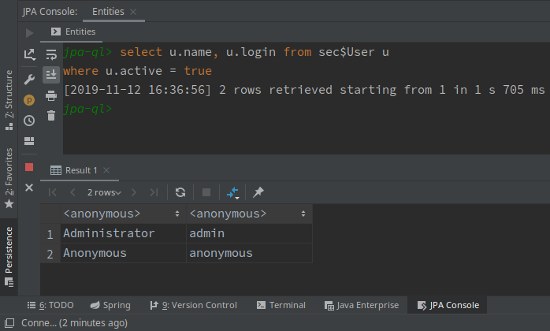 JPA Console: Entities
Entities
jpa-ql> select u.name, u.login from sec$User u
where u.active = true
[2019-11-12 16:36:56] 2 rows retrieved starting from 1 in 1 s 705 ms
jpa-ql>
Z: Structure
2: Favorites
Persistence
Result 1
2 rows
<anonymous> <anonymous>
1 Administrator admin
2 Anonymous anonymous
6: TODO Spring 9: Version Control Terminal Java Enterprise JPA Console
Conne... (2 minutes ago)